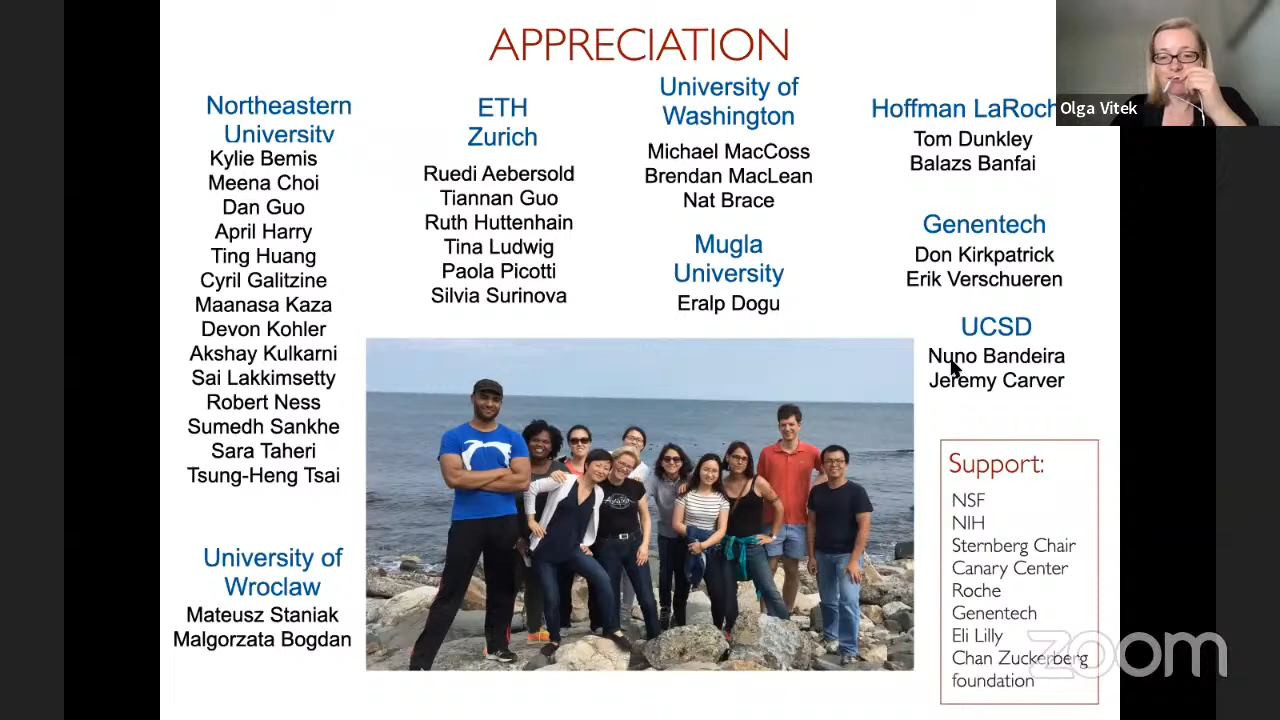 APPRECIATION
Northeastern
University
Kylie Bemis
Meena Choi
Dan Guo
April Harry
Ting Huang
Cyril Galitzine
Maanasa Kaza
Devon Kohler
Akshay Kulkarni
Sai Lakkimsetty
Robert Ness
Sumedh Sankhe
Sara Taheri
Tsung-Heng Tsai
University of
Wroclaw
Mateusz Staniak
Malgorzata Bogdan
ETH
Zurich
Ruedi Aebersold
Tiannan Guo
Ruth Huttenhain
Tina Ludwig
Paola Picotti
Silvia Surinova
University of
Washington
Michael MacCoss
Brendan MacLean
Nat Brace
Mugla
University
Eralp Dogu
Hoffman LaRoch
Tom Dunkley
Balazs Banfai
Genentech
Don Kirkpatrick
Erik Verschueren
UCSD
Nuno Bandeira
Jeremy Carver
Support:
NSF
NIH
Sternberg Chair
Canary Center
Roche
Genentech
Eli Lilly
Chan Zuckerberg
foundation
Olga Vitek
zoom